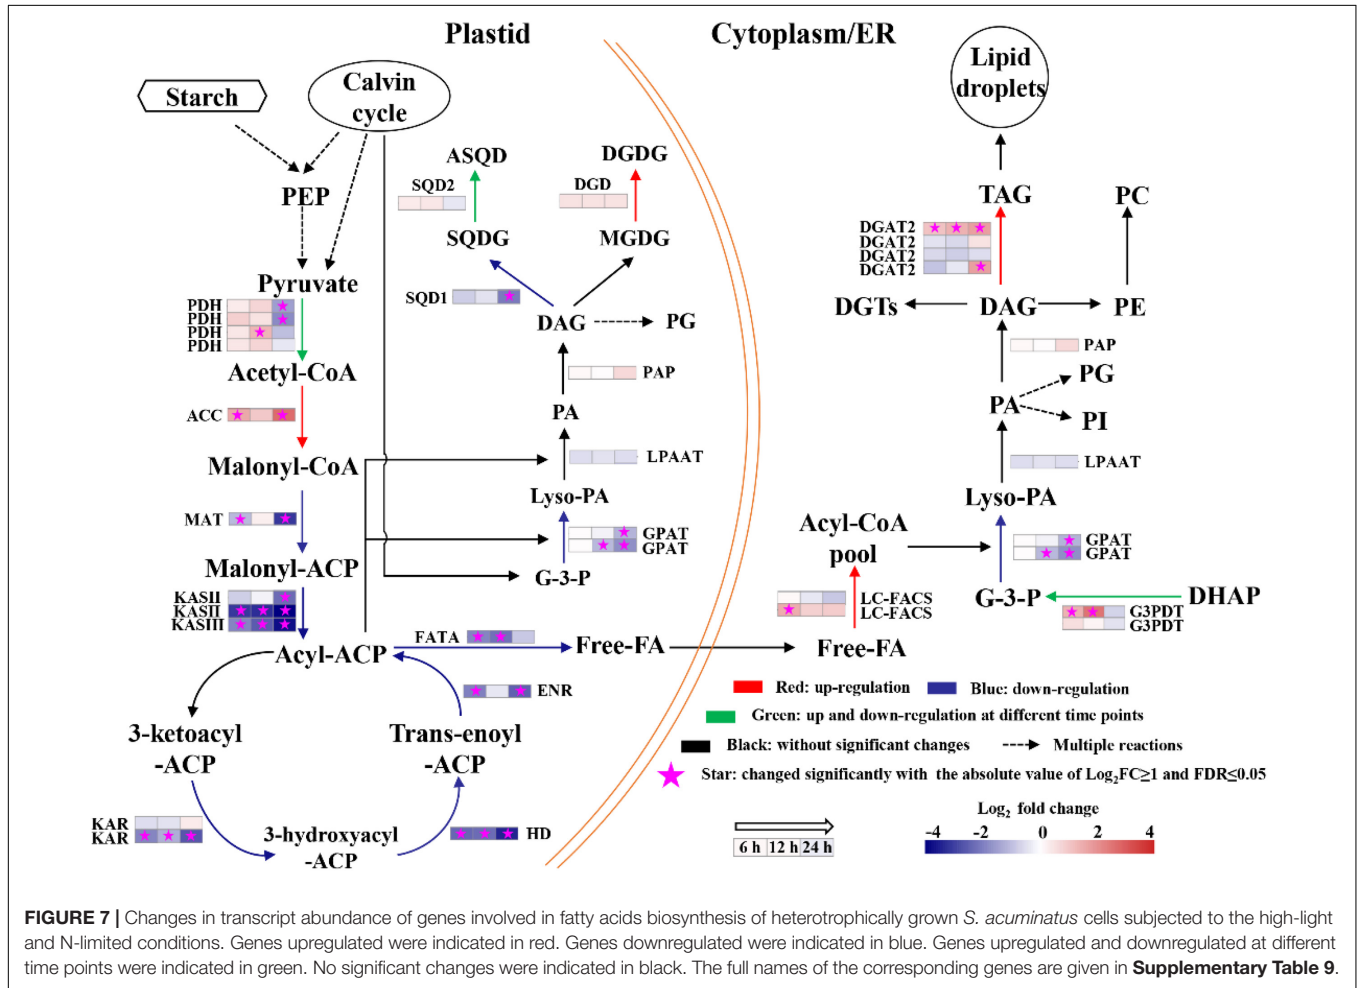 Plastid
Cytoplasm/ER
Starch
Calvin
cycle
PEP
Pyruvate
PDH
PDH
PDH
PDH
Acetyl-CoA
ACC
Malonyl-CoA
MAT
Malonyl-ACP
KASII
KASII
KASIII
Acyl-ACP
3-ketoacyl
-ACP
KAR
KAR
3-hydroxyacyl
-ACP
HD
Trans-enoyl
-ACP
ENR
FATA
Free-FA
ASQD
SQD2
SQDG
SQD1
DGDG
DGD
MGDG
DAG
PG
PAP
PA
LPAAT
Lyso-PA
GPAT
GPAT
G-3-P
Lipid
droplets
TAG
PC
DGAT2
DGAT2
DGAT2
DGAT2
DGTs
DAG
PE
PAP
PG
PA
PI
LPAAT
Lyso-PA
Acyl-CoA
pool
GPAT
GPAT
G-3-P
DHAP
G3PDT
G3PDT
LC-FACS
LC-FACS
Free-FA
Red: up-regulation
Blue: down-regulation
Green: up and down-regulation at different time points
Black: without significant changes
Multiple reactions
Star: changed significantly with the absolute value of Log₂FC≥1 and FDR≤0.05
6 h 12 h 24 h
Log₂ fold change
-4 -2 0 2 4
FIGURE 7 | Changes in transcript abundance of genes involved in fatty acids biosynthesis of heterotrophically grown S. acuminatus cells subjected to the high-light
and N-limited conditions. Genes upregulated were indicated in red. Genes downregulated were indicated in blue. Genes upregulated and downregulated at different
time points were indicated in green. No significant changes were indicated in black. The full names of the corresponding genes are given in Supplementary Table 9.